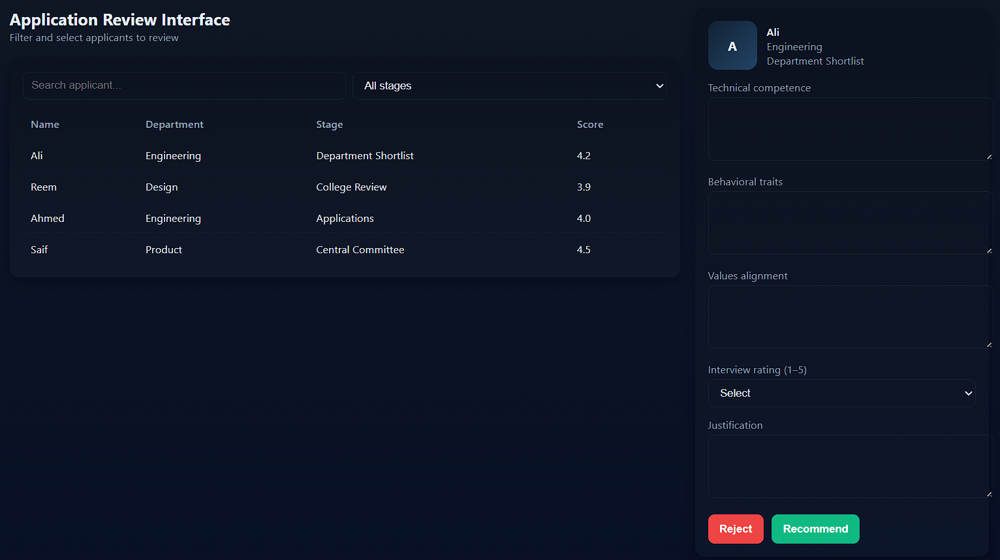 Application Review Interface
Filter and select applicants to review
Search applicant...
All stages
Name Department Stage Score
Ali Engineering Department Shortlist 4.2
Reem Design College Review 3.9
Ahmed Engineering Applications 4.0
Saif Product Central Committee 4.5
A
Ali
Engineering
Department Shortlist
Technical competence
Behavioral traits
Values alignment
Interview rating (1–5)
Select
Justification
Reject Recommend